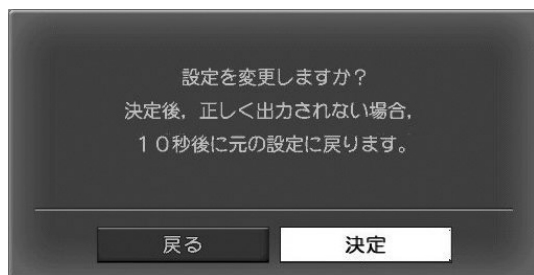 設定を変更しますか？
決定後，正しく出力されない場合，
１０秒後に元の設定に戻ります。
戻る 決定